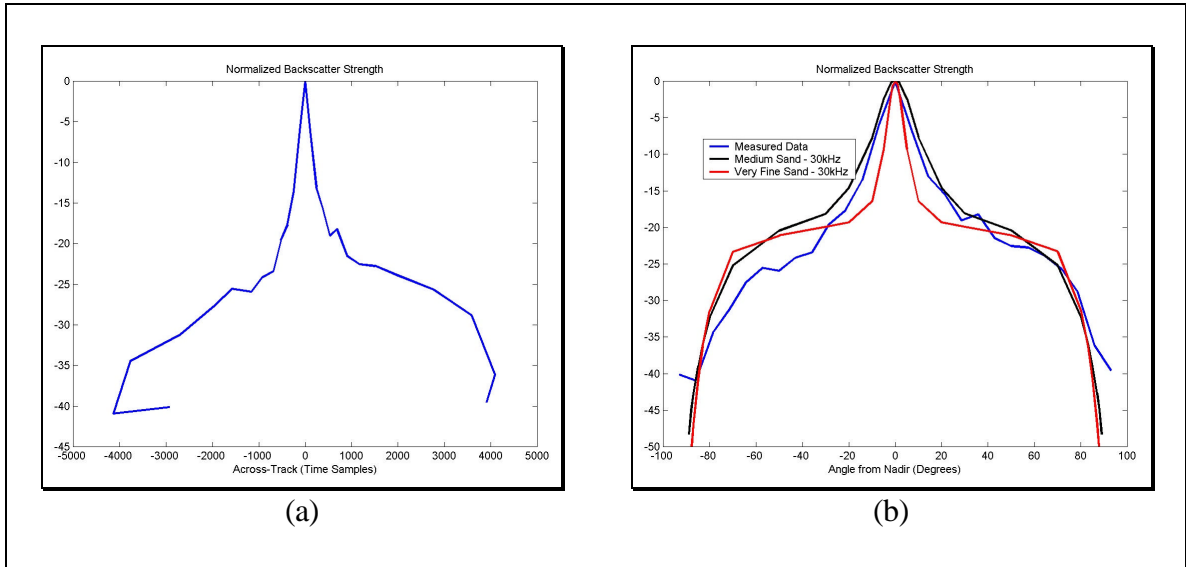 Normalized Backscatter Strength
0
-5
-10
-15
-20
-25
-30
-35
-40
-45
-5000 -4000 -3000 -2000 -1000 0 1000 2000 3000 4000 5000
Across-Track (Time Samples)
(a)
Normalized Backscatter Strength
0
-5
-10
-15
-20
-25
-30
-35
-40
-45
-50
Measured Data
Medium Sand - 30kHz
Very Fine Sand - 30kHz
-100 -80 -60 -40 -20 0 20 40 60 80 100
Angle from Nadir (Degrees)
(b)